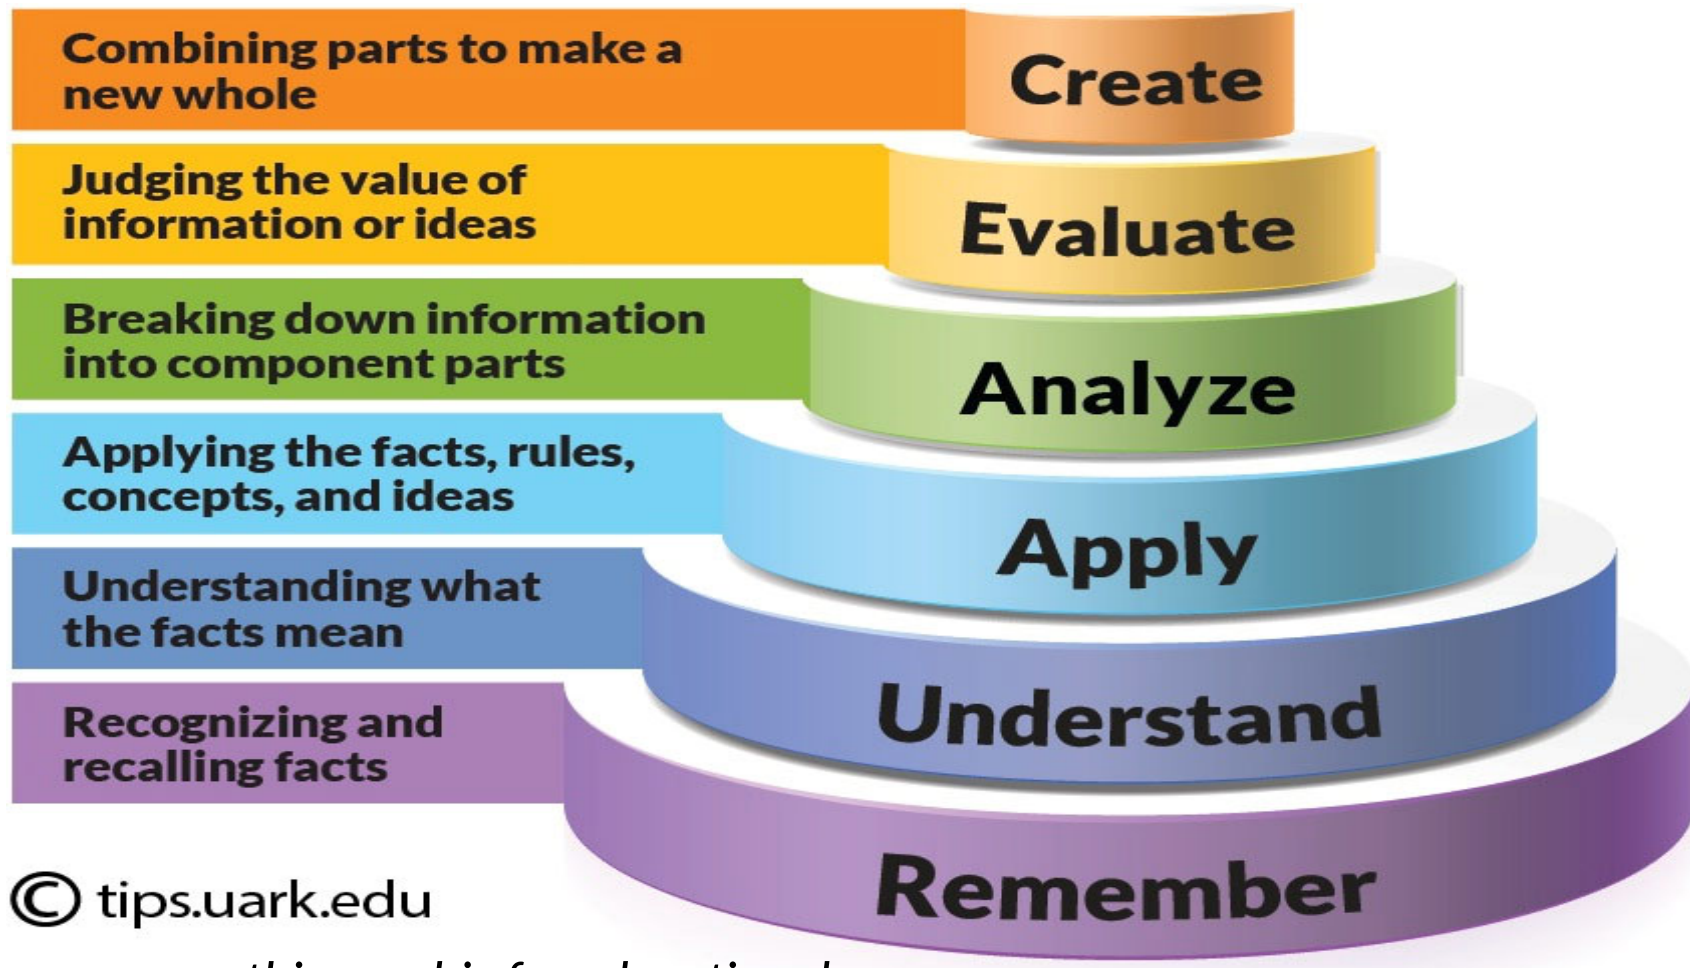 Combining parts to make a
new whole
Create
Judging the value of
information or ideas
Evaluate
Breaking down information
into component parts
Analyze
Applying the facts, rules,
concepts, and ideas
Apply
Understanding what
the facts mean
Understand
Recognizing and
recalling facts
Remember
© tips.uark.edu